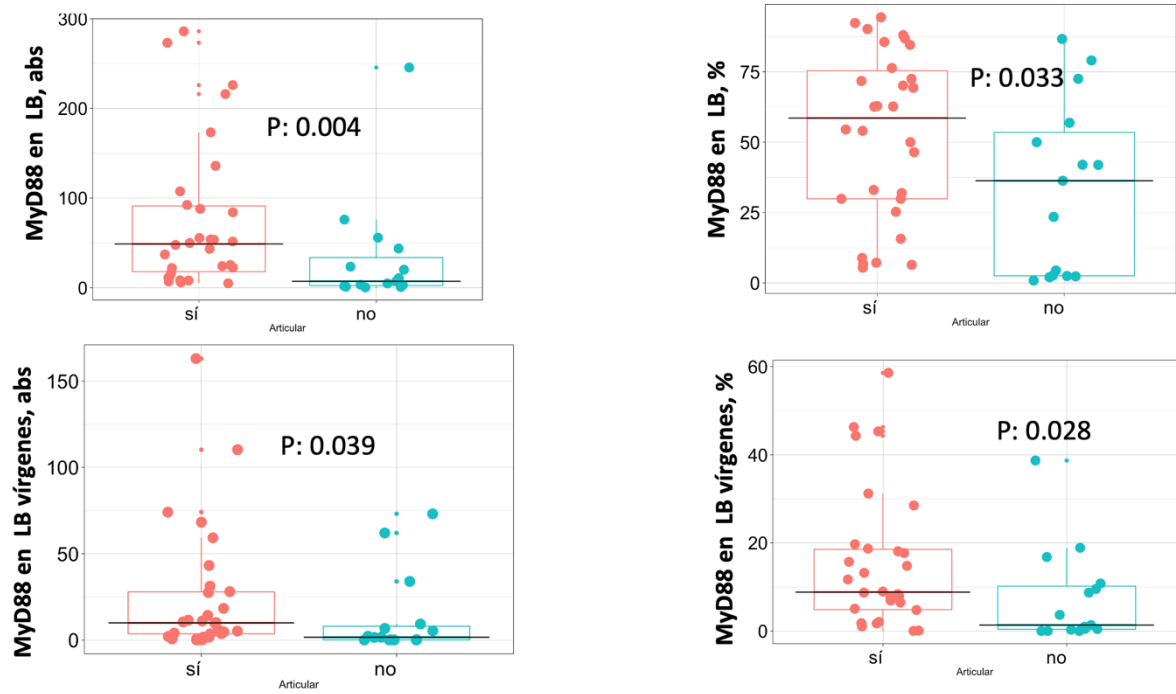 MyD88 en  LB, abs
300
200
100
0
P: 0.004
sí
no
Articular
MyD88 en  LB, %
75
50
25
0
P: 0.033
sí
no
Articular
MyD88 en  LB vírgenes, abs
150
100
50
0
P: 0.039
sí
no
Articular
MyD88 en  LB vírgenes, %
60
40
20
0
P: 0.028
sí
no
Articular